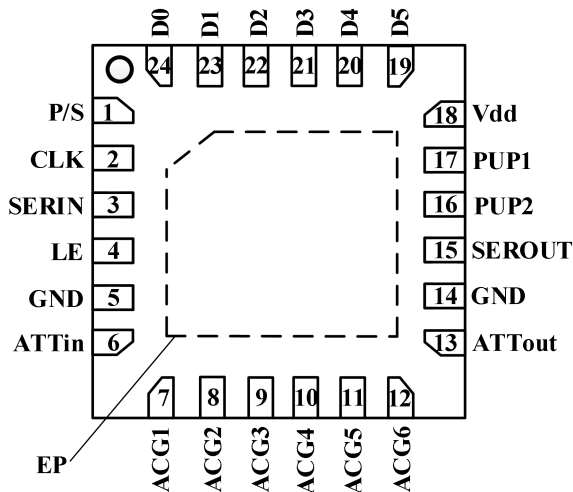 D0 D1 D2 D3 D4 D5
24 23 22 21 20 19
P/S 1 18 Vdd
CLK 2 17 PUP1
SERIN 3 16 PUP2
LE 4 15 SEROUT
GND 5 14 GND
ATTin 6 13 ATTout
7 8 9 10 11 12
ACG1 ACG2 ACG3 ACG4 ACG5 ACG6
EP